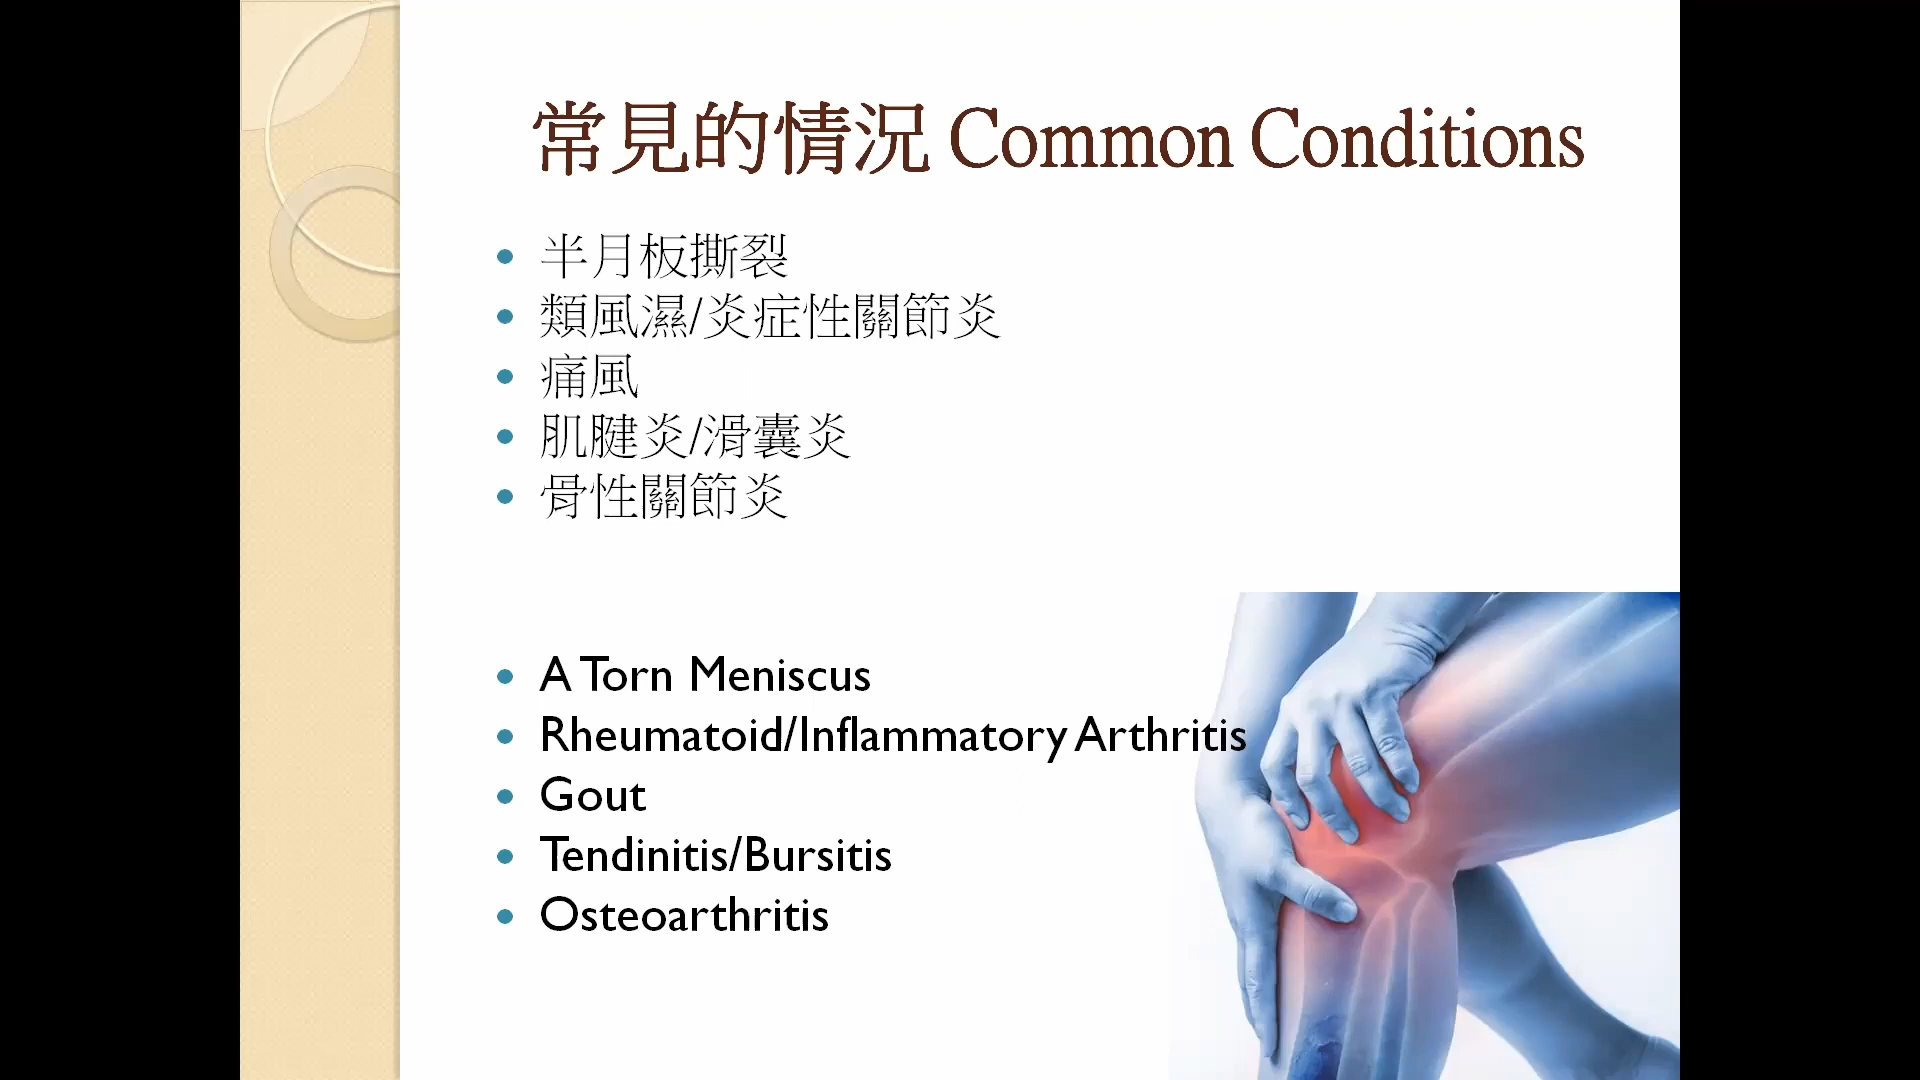 常見的情況 Common Conditions
半月板撕裂
類風濕/炎症性關節炎
痛風
肌腱炎/滑囊炎
骨性關節炎
A Torn Meniscus
Rheumatoid/Inflammatory Arthritis
Gout
Tendinitis/Bursitis
Osteoarthritis